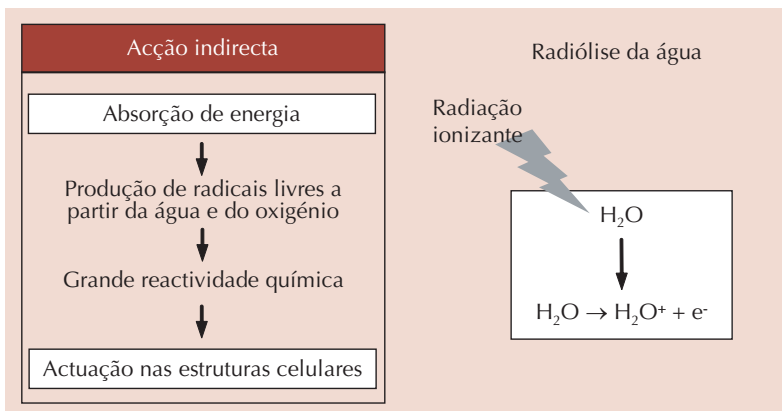 Acção indirecta
Absorção de energia
Produção de radicais livres a
partir da água e do oxigénio
Grande reactividade química
Actuação nas estruturas celulares
Radiólise da água
Radiação
ionizante
H₂O
H₂O → H₂O⁺ + e⁻